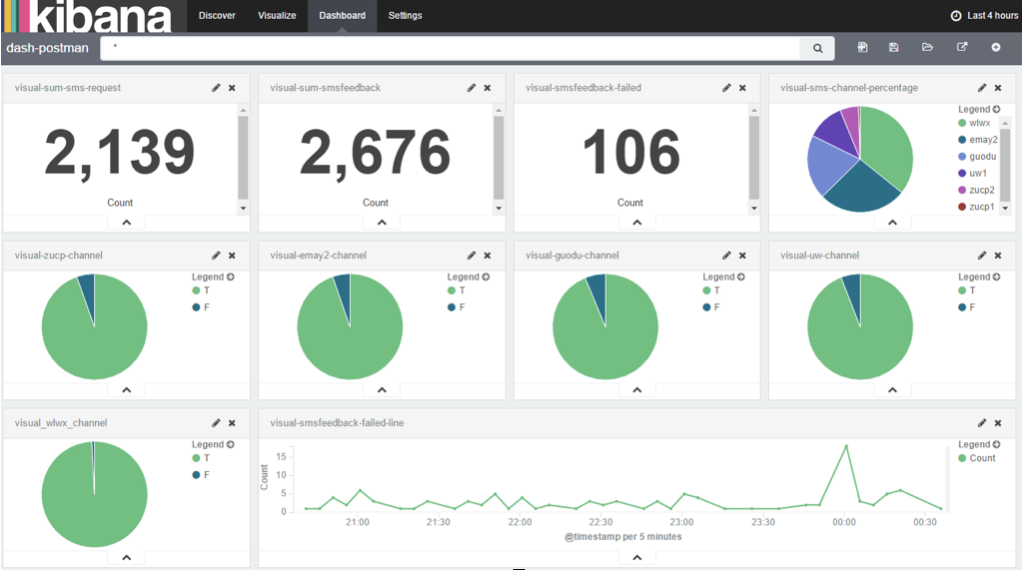 kibana
Discover
Visualize
Dashboard
Settings
Last 4 hours
dash-postman
*
visual-sum-sms-request
2,139
Count
visual-sum-smsfeedback
2,676
Count
visual-smsfeedback-failed
106
Count
visual-sms-channel-percentage
Legend
wlwx
emay2
guodu
uw1
zucp2
zucp1
visual-zucp-channel
Legend
T
F
visual-emay2-channel
Legend
T
F
visual-guodu-channel
Legend
T
F
visual-uw-channel
Legend
T
F
visual_wlwx_channel
Legend
T
F
visual-smsfeedback-failed-line
Legend
Count
Count
15
10
5
0
21:00
21:30
22:00
22:30
23:00
23:30
00:00
00:30
@timestamp per 5 minutes